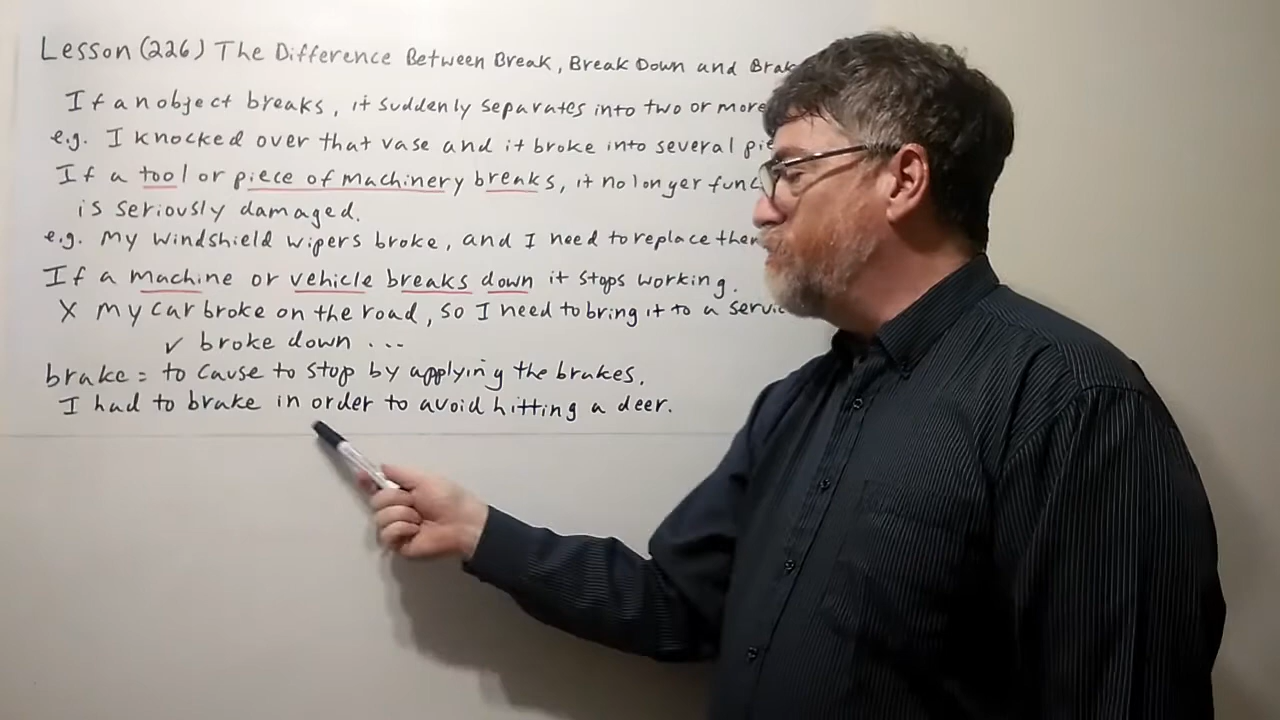 Lesson (226) The Difference Between Break, Break Down and Brak
If an object breaks, it suddenly separates into two or more
e.g. I knocked over that vase and it broke into several pie
If a tool or piece of machinery breaks, it no longer func
is seriously damaged.
e.g. My windshield wipers broke, and I need to replace them
If a machine or vehicle breaks down it stops working.
X My car broke on the road, so I need to bring it to a servic
✓ broke down ...
brake = to cause to stop by applying the brakes.
I had to brake in order to avoid hitting a deer.